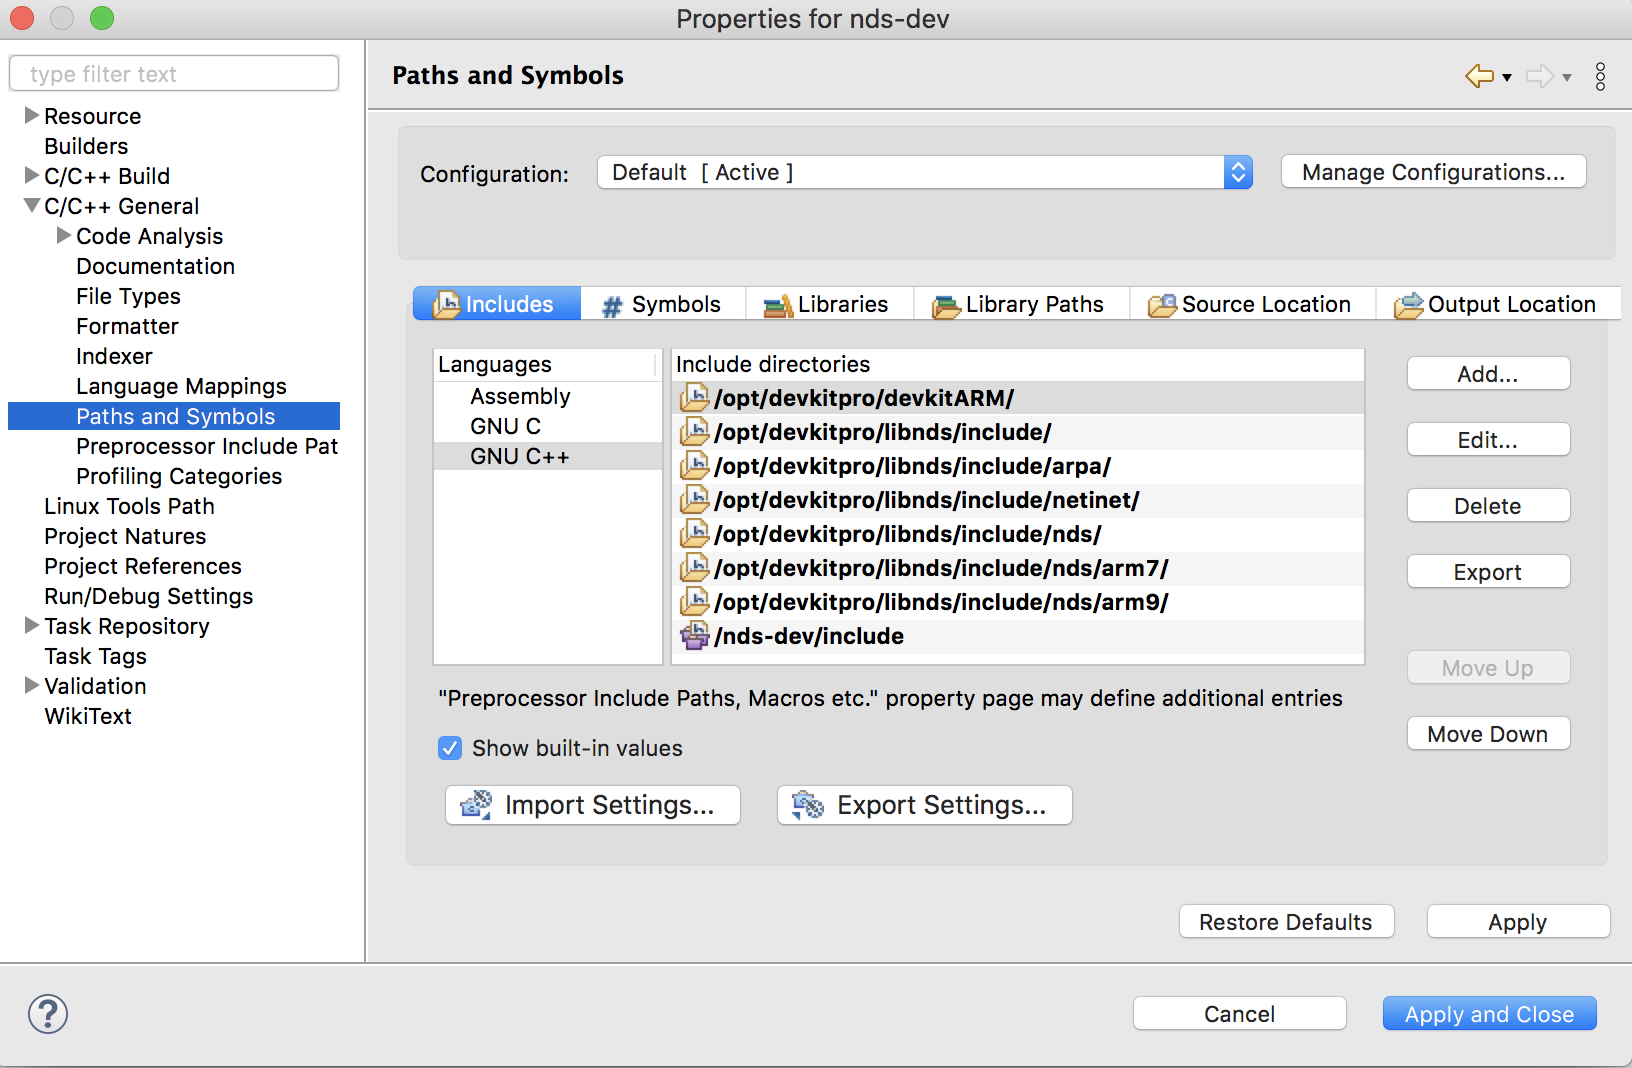 Properties for nds-dev
type filter text
Resource
Builders
C/C++ Build
C/C++ General
Code Analysis
Documentation
File Types
Formatter
Indexer
Language Mappings
Paths and Symbols
Preprocessor Include Pat
Profiling Categories
Linux Tools Path
Project Natures
Project References
Run/Debug Settings
Task Repository
Task Tags
Validation
WikiText
Paths and Symbols
Configuration: Default [ Active ] Manage Configurations...
Includes # Symbols Libraries Library Paths Source Location Output Location
Languages
Assembly
GNU C
GNU C++
Include directories
/opt/devkitpro/devkitARM/
/opt/devkitpro/libnds/include/
/opt/devkitpro/libnds/include/arpa/
/opt/devkitpro/libnds/include/netinet/
/opt/devkitpro/libnds/include/nds/
/opt/devkitpro/libnds/include/nds/arm7/
/opt/devkitpro/libnds/include/nds/arm9/
/nds-dev/include
Add...
Edit...
Delete
Export
Move Up
Move Down
"Preprocessor Include Paths, Macros etc." property page may define additional entries
Show built-in values
Import Settings... Export Settings...
Restore Defaults Apply
? Cancel Apply and Close